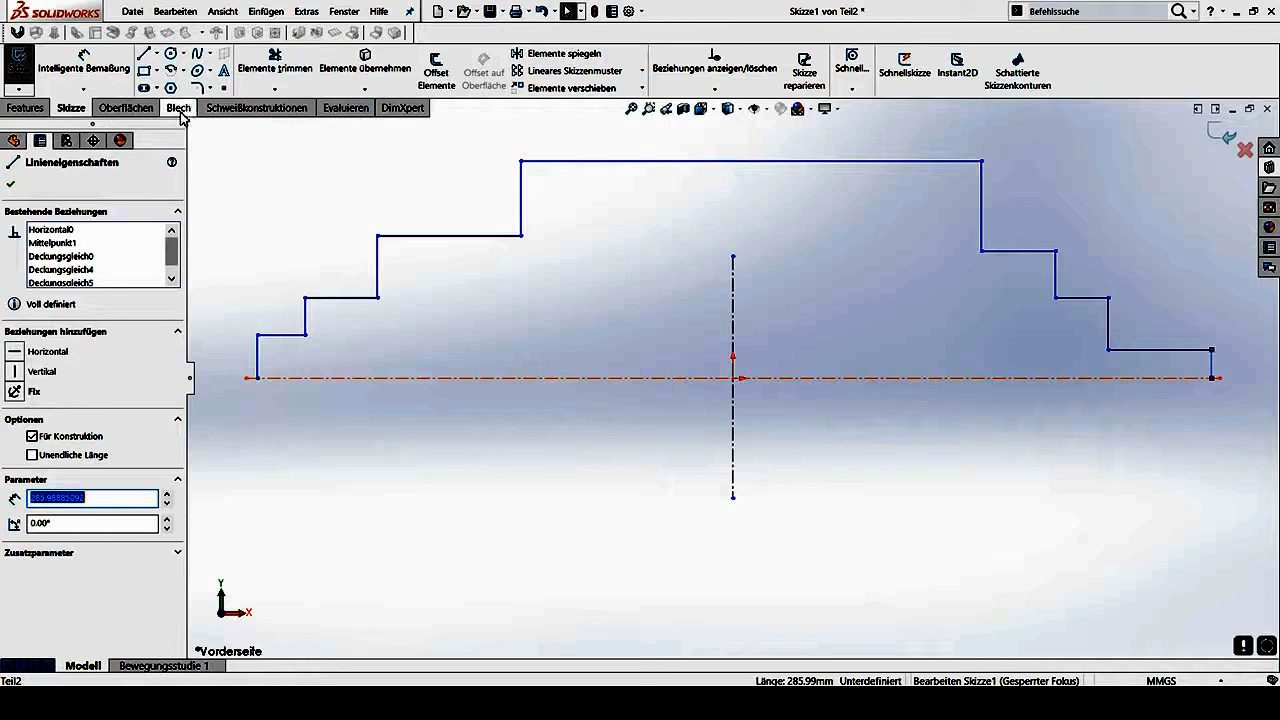 SOLIDWORKS Datei Bearbeiten Ansicht Einfügen Extras Fenster Hilfe Skizze1 von Teil2 * Befehlssuche
Intelligente Bemaßung
Elemente trimmen
Elemente übernehmen
Offset
Elemente
Offset auf
Oberfläche
Elemente spiegeln
Lineares Skizzenmuster
Elemente verschieben
Beziehungen anzeigen/löschen
Skizze
reparieren
Schnell...
Schnellskizze
Instant2D
Schattierte
Skizzenkonturen
Features Skizze Oberflächen Blech Schweißkonstruktionen Evaluieren DimXpert
Linieneigenschaften
Bestehende Beziehungen
Horizontal0
Mittelpunkt1
Deckungsgleich0
Deckungsgleich4
Deckungsgleich5
Voll definiert
Beziehungen hinzufügen
Horizontal
Vertikal
Fix
Optionen
Für Konstruktion
Unendliche Länge
Parameter
285.98885092
0.00°
Zusatzparameter
Y
X
*Vorderseite
Modell Bewegungsstudie 1
Teil2 Länge: 285.99mm Unterdefiniert Bearbeiten Skizze1 (Gesperrter Fokus) MMGS